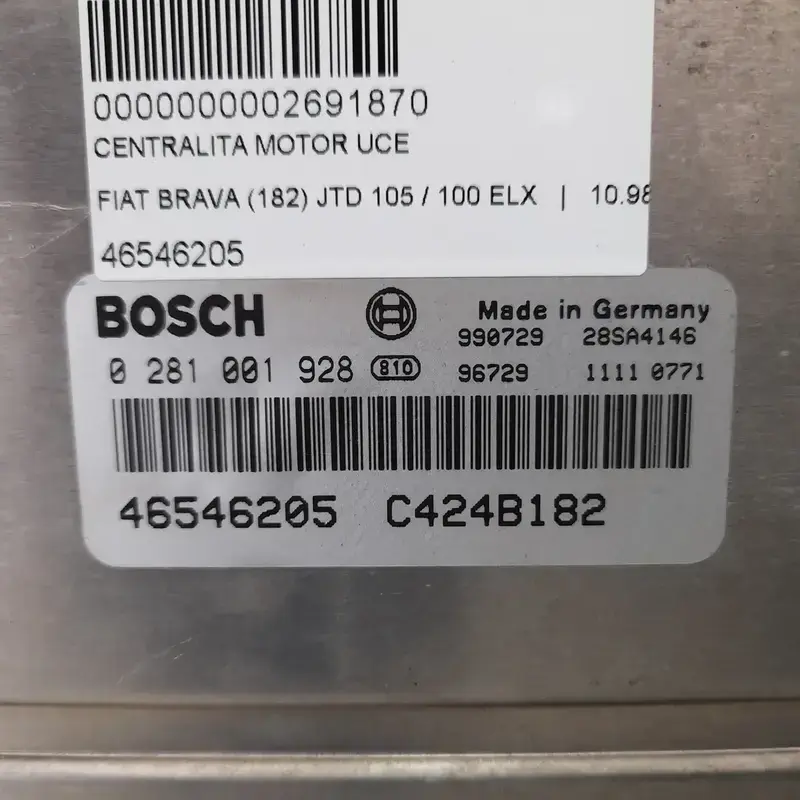 0000000002691870
CENTRALITA MOTOR UCE
FIAT BRAVA (182) JTD 105 / 100 ELX | 10.98
46546205
BOSCH Made in Germany
990729 28SA4146
0 281 001 928 810 96729 1111 0771
46546205 C424B182